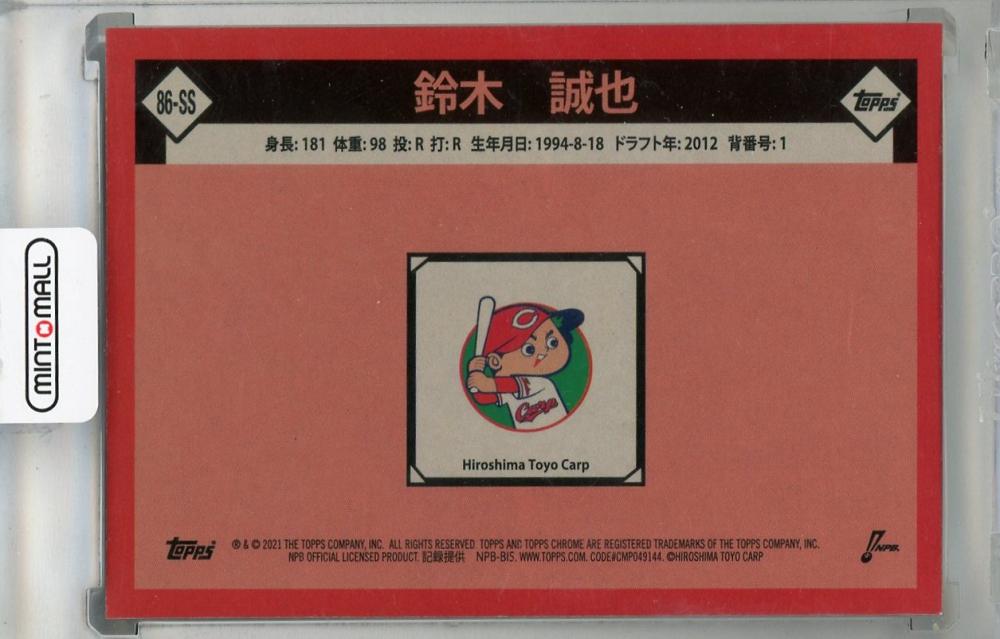 86-SS
鈴木 誠也
topps
身長: 181 体重: 98 投: R 打: R 生年月日: 1994-8-18 ドラフト年: 2012 背番号: 1
MINT MALL
C
Carp
Hiroshima Toyo Carp
topps
® & © 2021 THE TOPPS COMPANY, INC. ALL RIGHTS RESERVED. TOPPS AND TOPPS CHROME ARE REGISTERED TRADEMARKS OF THE TOPPS COMPANY, INC.
NPB OFFICIAL LICENSED PRODUCT. 記録提供 NPB-BIS. WWW.TOPPS.COM. CODE#CMP049144. ©HIROSHIMA TOYO CARP
NPB.